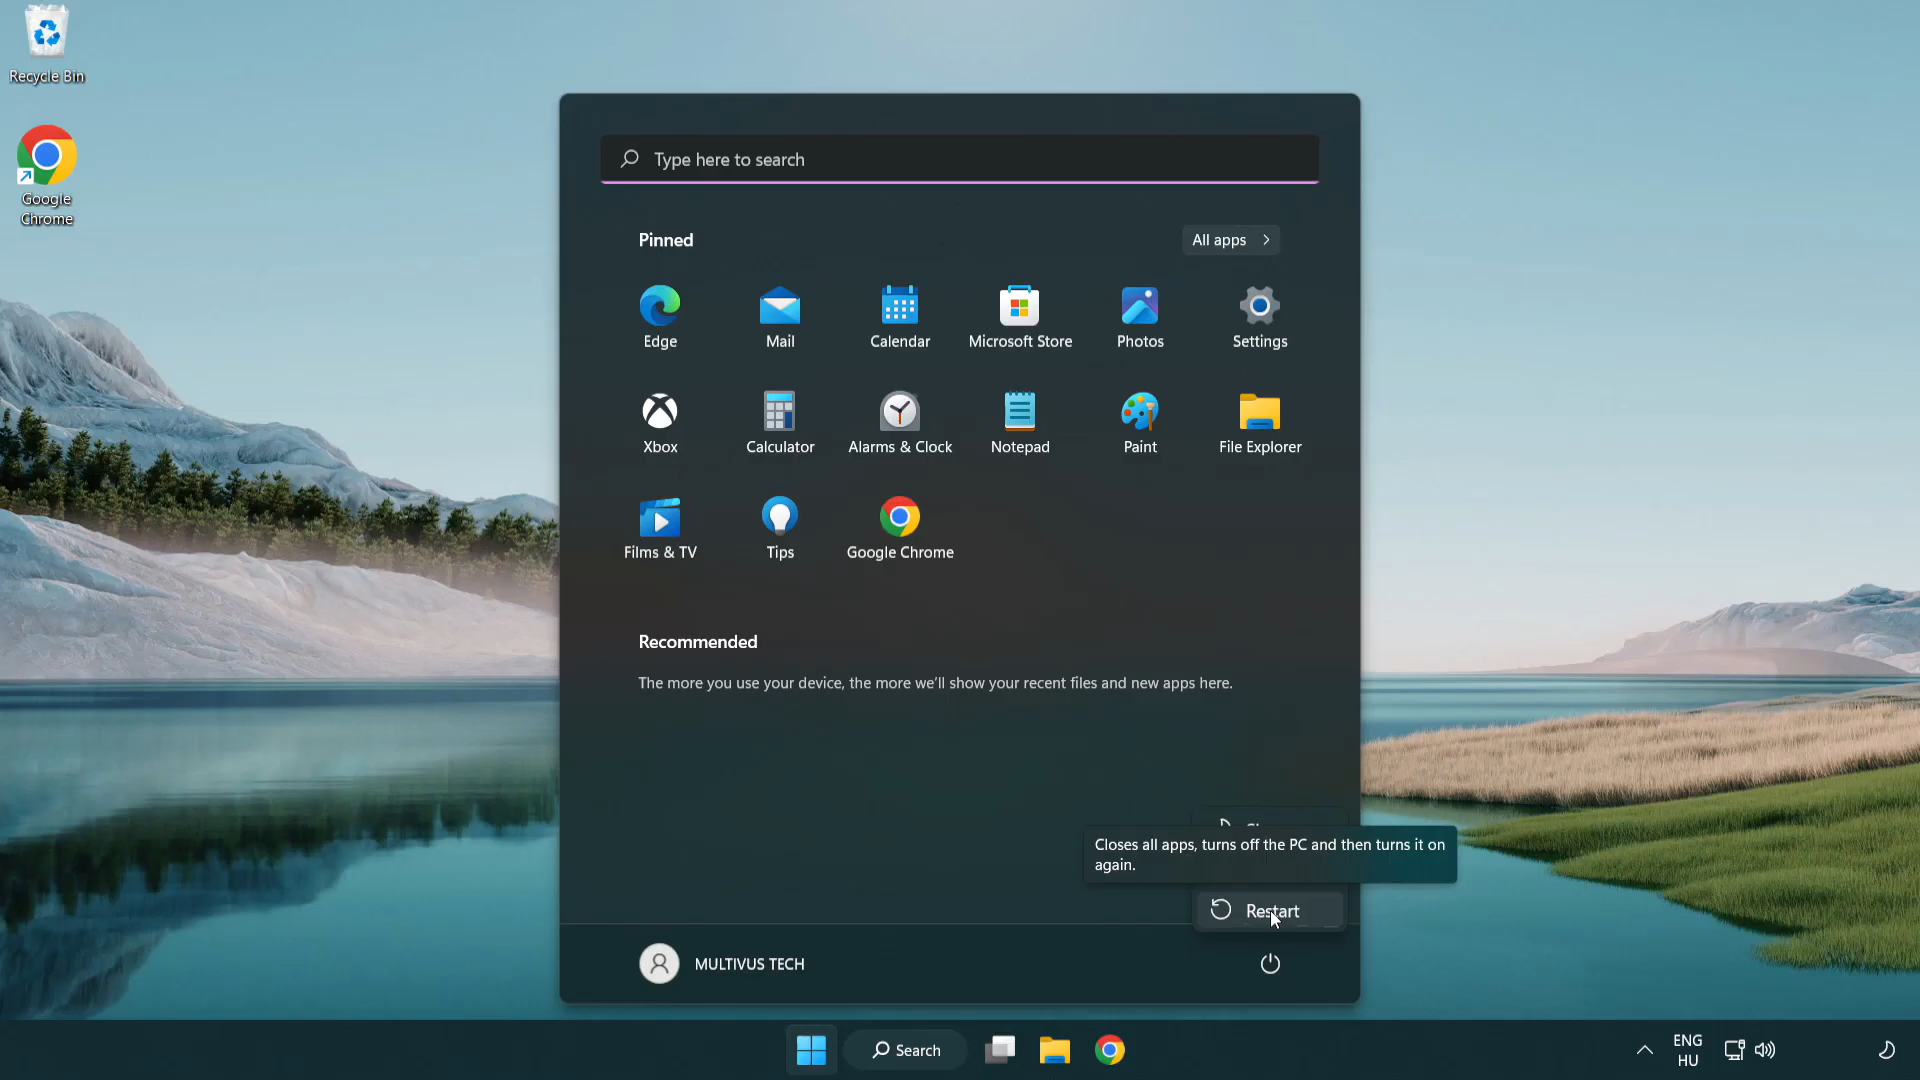 Recycle Bin
Google
Chrome
Type here to search
Pinned
All apps
Edge
Mail
Calendar
Microsoft Store
Photos
Settings
Xbox
Calculator
Alarms & Clock
Notepad
Paint
File Explorer
Films & TV
Tips
Google Chrome
Recommended
The more you use your device, the more we'll show your recent files and new apps here.
Closes all apps, turns off the PC and then turns it on
again.
Restart
MULTIVUS TECH
Search
ENG
HU